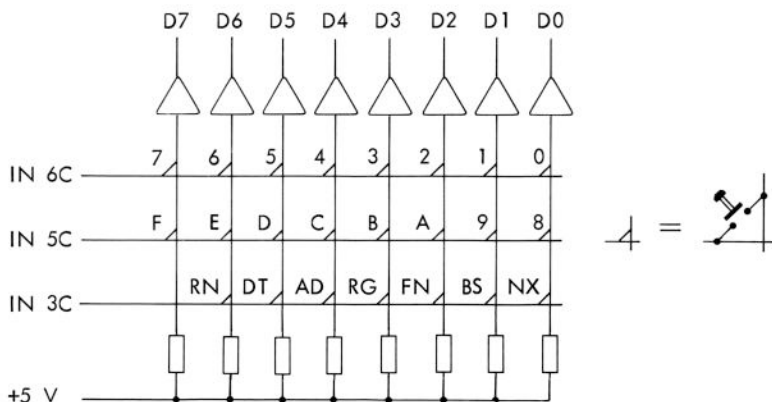 D7 D6 D5 D4 D3 D2 D1 D0
IN 6C 7 6 5 4 3 2 1 0
IN 5C F E D C B A 9 8 =
IN 3C RN DT AD RG FN BS NX
+5 V